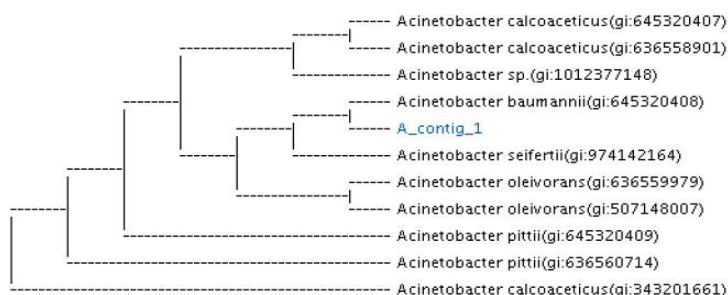 Acinetobacter calcoaceticus(gi:645320407)
Acinetobacter calcoaceticus(gi:636558901)
Acinetobacter sp.(gi:1012377148)
Acinetobacter baumannii(gi:645320408)
A_contig_1
Acinetobacter seifertii(gi:974142164)
Acinetobacter oleivorans(gi:636559979)
Acinetobacter oleivorans(gi:507148007)
Acinetobacter pittii(gi:645320409)
Acinetobacter pittii(gi:636560714)
Acinetobacter calcoaceticus(gi:343201661)